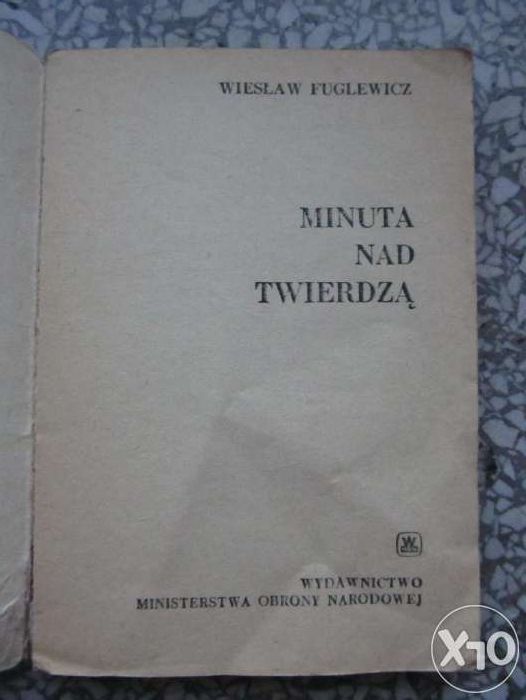 WIESŁAW FUGLEWICZ
MINUTA
NAD
TWIERDZĄ
WYDAWNICTWO
MINISTERSTWA OBRONY NARODOWEJ
OLX